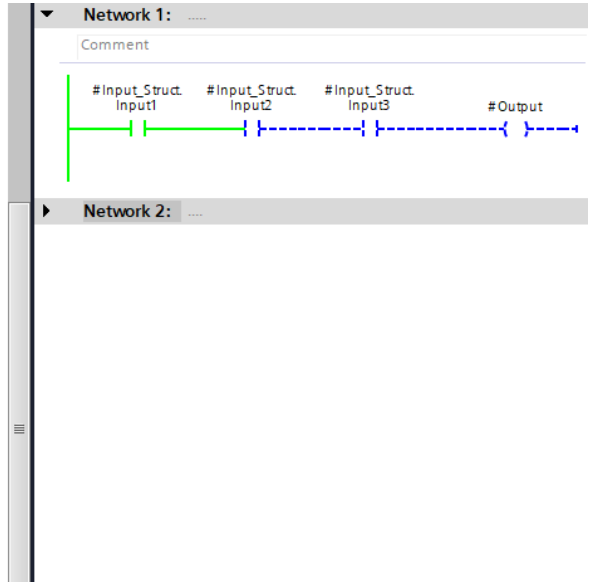 Network 1: .....
Comment
#Input_Struct. #Input_Struct. #Input_Struct.
Input1 Input2 Input3 #Output
Network 2: ....